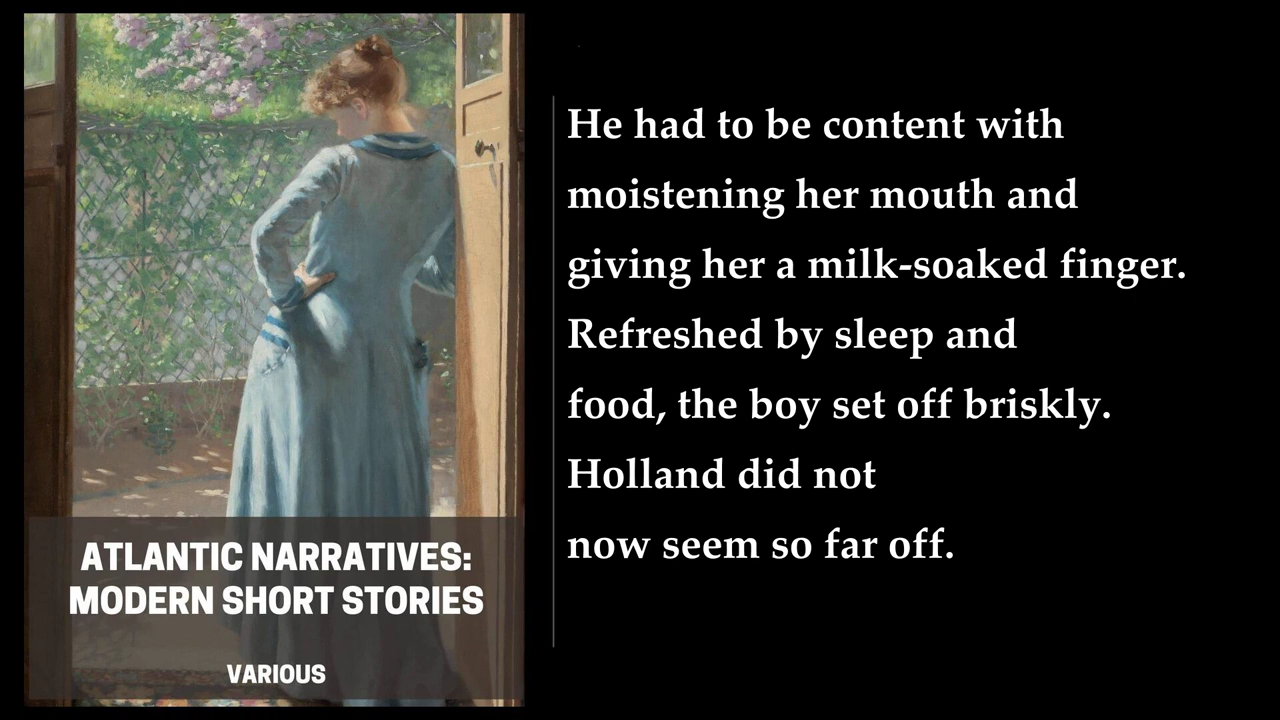 ATLANTIC NARRATIVES:
MODERN SHORT STORIES
VARIOUS
He had to be content with
moistening her mouth and
giving her a milk-soaked finger.
Refreshed by sleep and
food, the boy set off briskly.
Holland did not
now seem so far off.